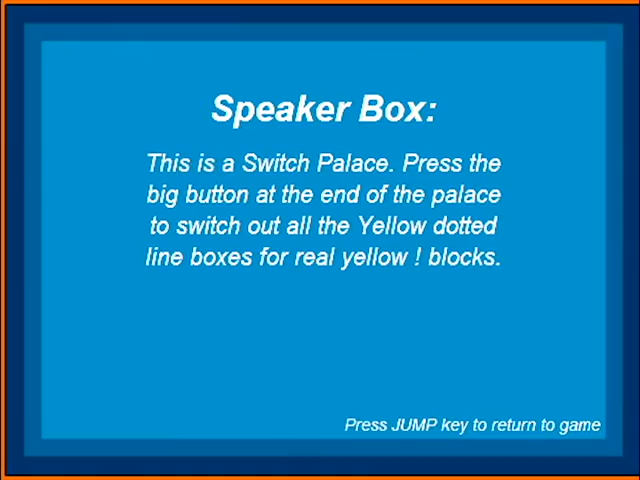 Speaker Box:
This is a Switch Palace. Press the
big button at the end of the palace
to switch out all the Yellow dotted
line boxes for real yellow ! blocks.
Press JUMP key to return to game